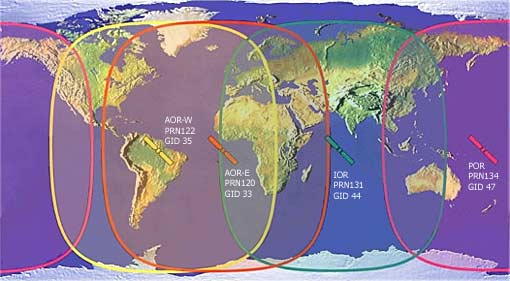 AOR-W
PRN122
GID 35
AOR-E
PRN120
GID 33
IOR
PRN131
GID 44
POR
PRN134
GID 47